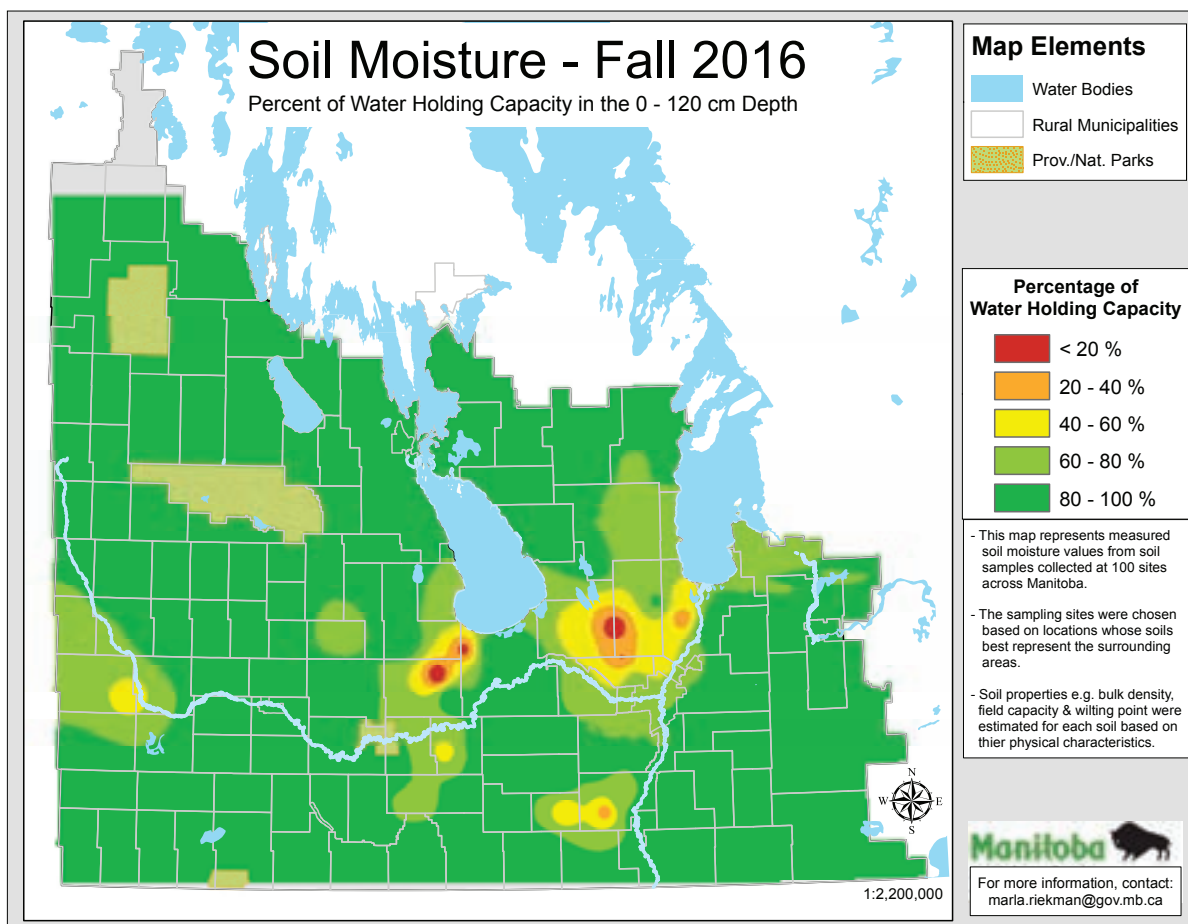 Soil Moisture - Fall 2016
Percent of Water Holding Capacity in the 0 - 120 cm Depth
Map Elements
Water Bodies
Rural Municipalities
Prov./Nat. Parks
Percentage of
Water Holding Capacity
< 20 %
20 - 40 %
40 - 60 %
60 - 80 %
80 - 100 %
- This map represents measured
soil moisture values from soil
samples collected at 100 sites
across Manitoba.
- The sampling sites were chosen
based on locations whose soils
best represent the surrounding
areas.
- Soil properties e.g. bulk density,
field capacity & wilting point were
estimated for each soil based on
thier physical characteristics.
N
W E
S
1:2,200,000
Manitoba
For more information, contact:
marla.riekman@gov.mb.ca